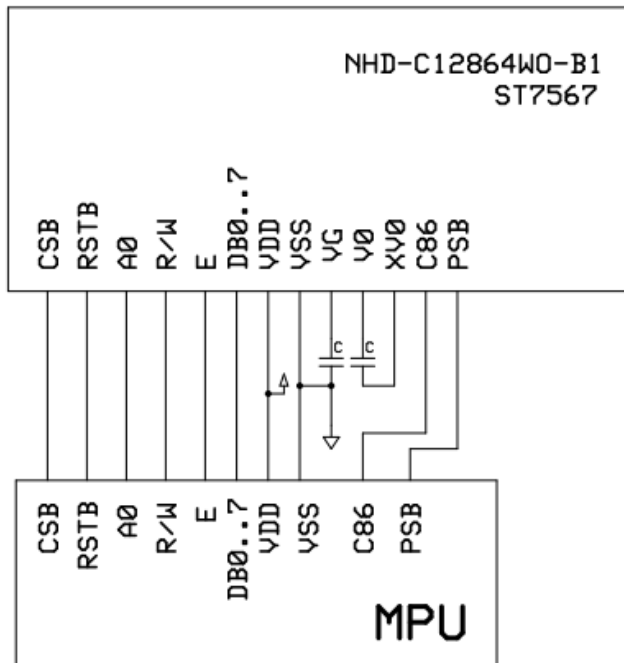 NHD-C12864WO-B1
ST7567
CSB
RSTB
A0
R/W
E
DB0..7
VDD
VSS
VG
V0
XV0
C86
PSB
C
C
CSB
RSTB
A0
R/W
E
DB0..7
VDD
VSS
C86
PSB
MPU